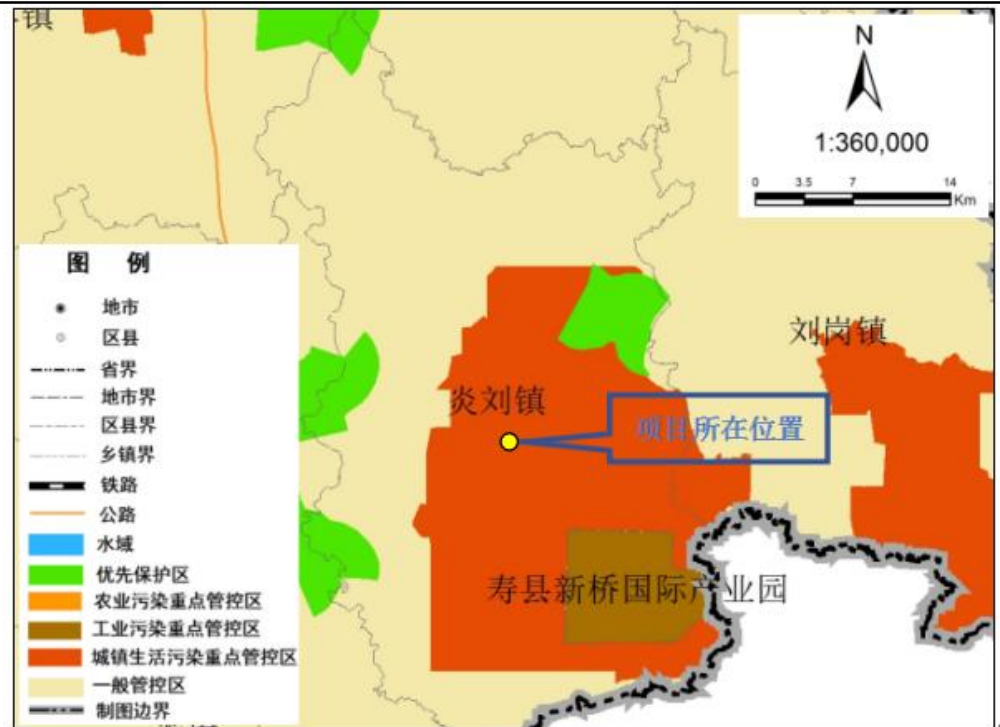 镇
N
1:360,000
0 3.5 7 14
Km
图 例
地市
区县
省界
地市界
区县界
乡镇界
铁路
公路
水域
优先保护区
农业污染重点管控区
工业污染重点管控区
城镇生活污染重点管控区
一般管控区
制图边界
刘岗镇
炎刘镇
项目所在位置
寿县新桥国际产业园